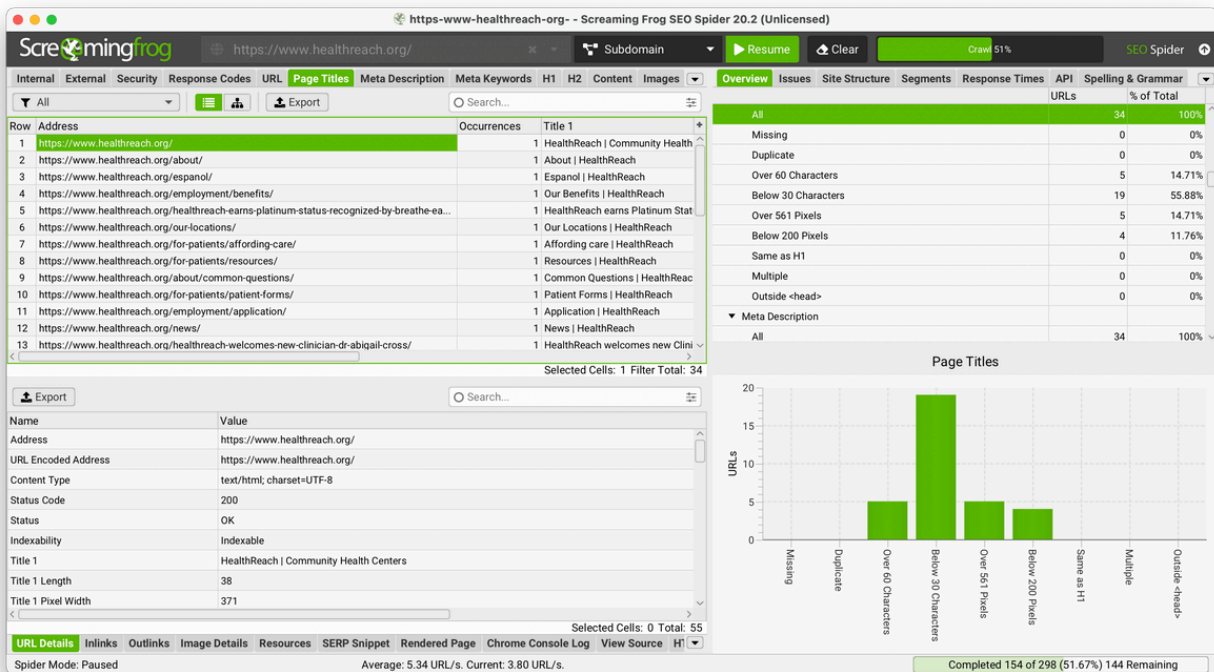 https-www-healthreach-org- - Screaming Frog SEO Spider 20.2 (Unlicensed)
Screamingfrog https://www.healthreach.org/ Subdomain Resume Clear Crawl 51% SEO Spider
Internal External Security Response Codes URL Page Titles Meta Description Meta Keywords H1 H2 Content Images
All Export Search...
Row Address Occurrences Title 1
1 https://www.healthreach.org/ 1 HealthReach | Community Health
2 https://www.healthreach.org/about/ 1 About | HealthReach
3 https://www.healthreach.org/espanol/ 1 Espanol | HealthReach
4 https://www.healthreach.org/employment/benefits/ 1 Our Benefits | HealthReach
5 https://www.healthreach.org/healthreach-earns-platinum-status-recognized-by-breathe-ea... 1 HealthReach earns Platinum Stat
6 https://www.healthreach.org/our-locations/ 1 Our Locations | HealthReach
7 https://www.healthreach.org/for-patients/affording-care/ 1 Affording care | HealthReach
8 https://www.healthreach.org/for-patients/resources/ 1 Resources | HealthReach
9 https://www.healthreach.org/about/common-questions/ 1 Common Questions | HealthReac
10 https://www.healthreach.org/for-patients/patient-forms/ 1 Patient Forms | HealthReach
11 https://www.healthreach.org/employment/application/ 1 Application | HealthReach
12 https://www.healthreach.org/news/ 1 News | HealthReach
13 https://www.healthreach.org/healthreach-welcomes-new-clinician-dr-abigail-cross/ 1 HealthReach welcomes new Clini
Selected Cells: 1 Filter Total: 34
Export Search...
Name Value
Address https://www.healthreach.org/
URL Encoded Address https://www.healthreach.org/
Content Type text/html; charset=UTF-8
Status Code 200
Status OK
Indexability Indexable
Title 1 HealthReach | Community Health Centers
Title 1 Length 38
Title 1 Pixel Width 371
Selected Cells: 0 Total: 55
URL Details Inlinks Outlinks Image Details Resources SERP Snippet Rendered Page Chrome Console Log View Source HT
Overview Issues Site Structure Segments Response Times API Spelling & Grammar
URLs % of Total
All 34 100%
Missing 0 0%
Duplicate 0 0%
Over 60 Characters 5 14.71%
Below 30 Characters 19 55.88%
Over 561 Pixels 5 14.71%
Below 200 Pixels 4 11.76%
Same as H1 0 0%
Multiple 0 0%
Outside <head> 0 0%
Meta Description
All 34 100%
Page Titles
URLs
20
15
10
5
0
Missing
Duplicate
Over 60 Characters
Below 30 Characters
Over 561 Pixels
Below 200 Pixels
Same as H1
Multiple
Outside <head>
Spider Mode: Paused Average: 5.34 URL/s. Current: 3.80 URL/s. Completed 154 of 298 (51.67%) 144 Remaining